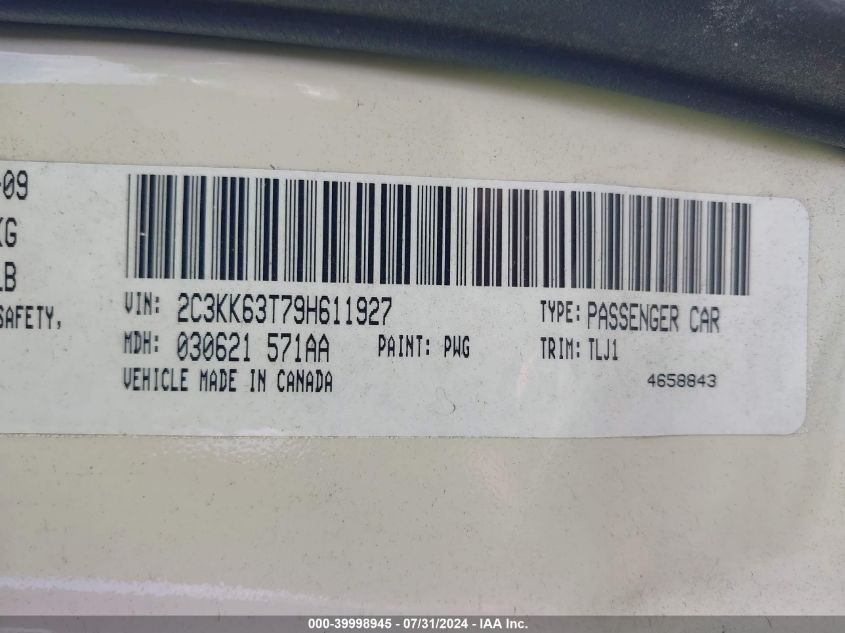 -09
KG
LB
SAFETY,
VIN: 2C3KK63T79H611927 TYPE: PASSENGER CAR
MDH: 030621 571AA PAINT: PWG TRIM: TLJ1
VEHICLE MADE IN CANADA 4658843
000-39998945 - 07/31/2024 - IAA Inc.